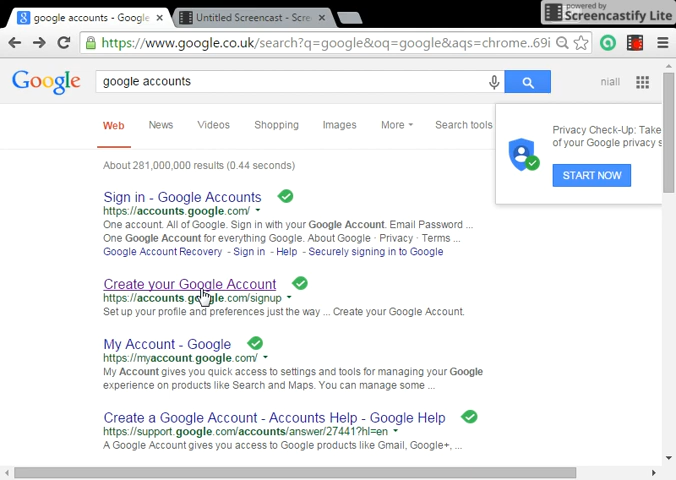 google accounts - Google
Untitled Screencast - Scre
powered by
Screencastify Lite
https://www.google.co.uk/search?q=google&oq=google&aqs=chrome..69i
Google
google accounts
niall
Web News Videos Shopping Images More Search tools
Privacy Check-Up: Take
of your Google privacy s
START NOW
About 281,000,000 results (0.44 seconds)
Sign in - Google Accounts
https://accounts.google.com/
One account. All of Google. Sign in with your Google Account. Email Password ...
One Google Account for everything Google. About Google · Privacy · Terms ...
Google Account Recovery - Sign in - Help - Securely signing in to Google
Create your Google Account
https://accounts.google.com/signup
Set up your profile and preferences just the way ... Create your Google Account.
My Account - Google
https://myaccount.google.com/
My Account gives you quick access to settings and tools for managing your Google
experience on products like Search and Maps. You can manage some ...
Create a Google Account - Accounts Help - Google Help
https://support.google.com/accounts/answer/27441?hl=en
A Google Account gives you access to Google products like Gmail, Google+, ...